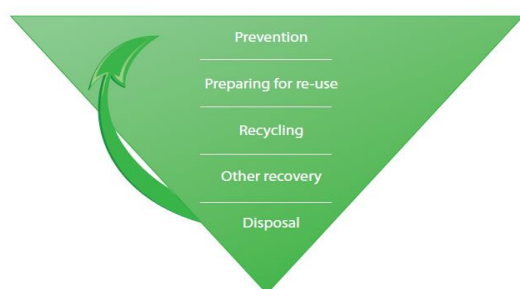 Prevention
Preparing for re-use
Recycling
Other recovery
Disposal